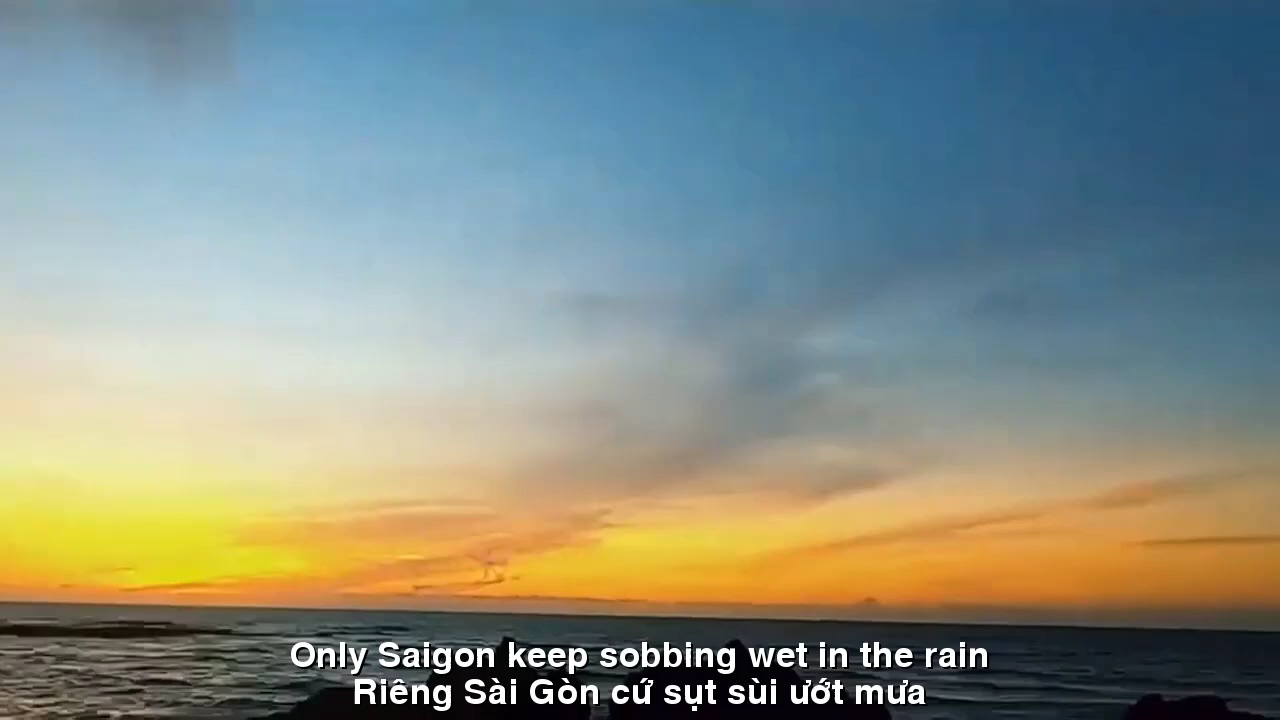 Only Saigon keep sobbing wet in the rain
Riêng Sài Gòn cứ sụt sùi ướt mưa